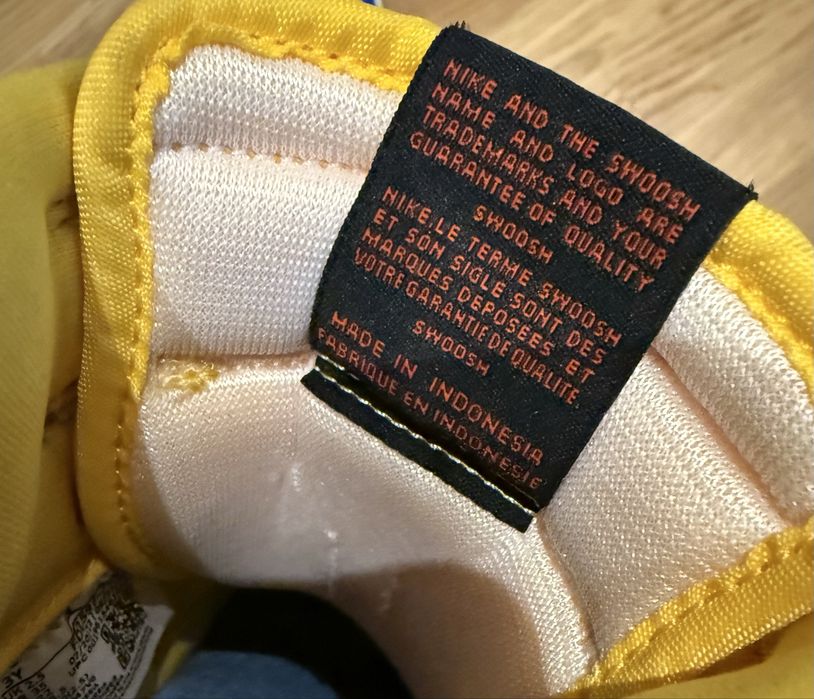 NIKE AND THE SWOOSH
NAME AND LOGO ARE
TRADEMARKS AND YOUR
GUARANTEE OF QUALITY
SWOOSH
NIKE.LE TERME SWOOSH
ET SON SIGLE SONT DES
MARQUES DEPOSÉES ET
VOTRE GARANTIE DE QUALITE.
SWOOSH
MADE IN INDONESIA
FABRIQUE EN INDONESIE